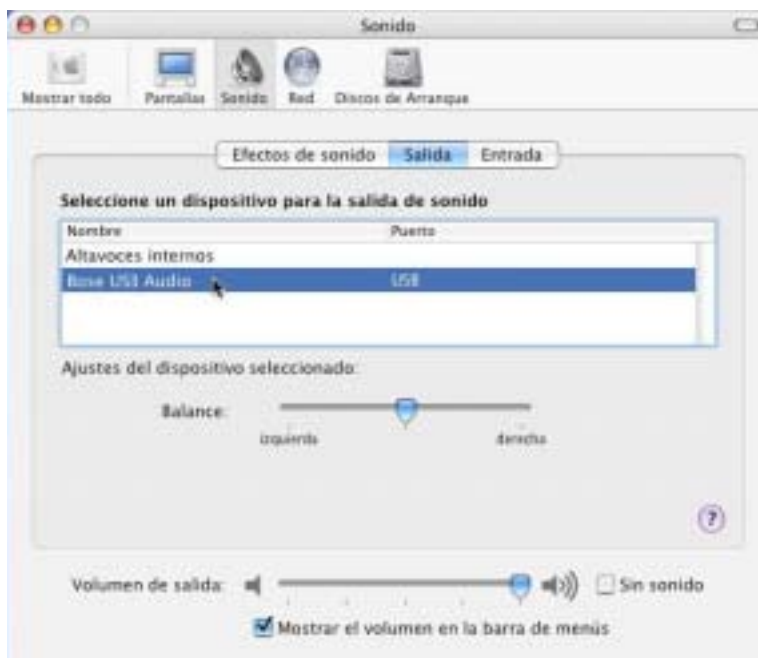 Sonido
Mostrar todo Pantallas Sonido Red Discos de Arranque
Efectos de sonido Salida Entrada
Seleccione un dispositivo para la salida de sonido
Nombre Puerto
Altavoces internos
Bose USB Audio USB
Ajustes del dispositivo seleccionado:
Balance:
izquierda derecha
?
Volumen de salida: Sin sonido
Mostrar el volumen en la barra de menús